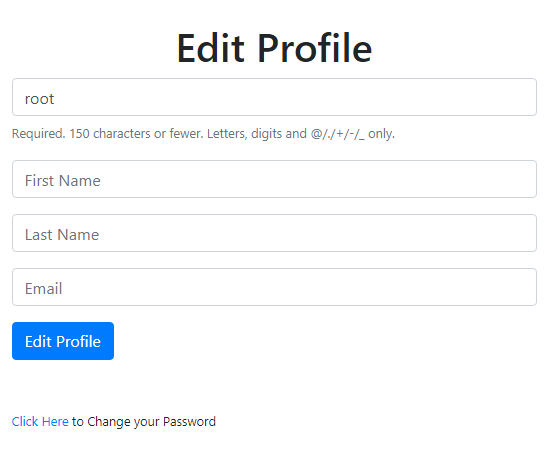 Edit Profile
root
Required. 150 characters or fewer. Letters, digits and @/./+/-/_ only.
First Name
Last Name
Email
Edit Profile
Click Here to Change your Password